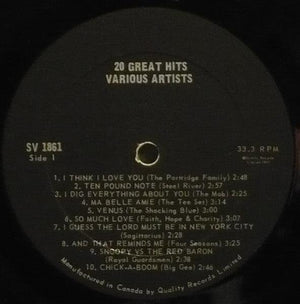 20 GREAT HITS
VARIOUS ARTISTS
SV 1861
Side 1
33.3 RPM
1. I THINK I LOVE YOU (The Partridge Family) 2:48
2. TEN POUND NOTE (Steel River) 2:57
3. I DIG EVERYTHING ABOUT YOU (The Mob) 2:25
4. MA BELLE AMIE (The Tee Set) 3:14
5. VENUS (The Shocking Blue) 3:00
6. SO MUCH LOVE (Faith, Hope & Charity) 2:33
7. I GUESS THE LORD MUST BE IN NEW YORK CITY
(Sagittarius) 2:28
8. AND THAT REMINDS ME (Four Seasons) 3:25
9. SNOOPY VS THE RED BARON
(Royal Guardsmen) 2:38
10. CHICK-A-BOOM (Big Gee) 2:46
Manufactured in Canada by Quality Records Limited